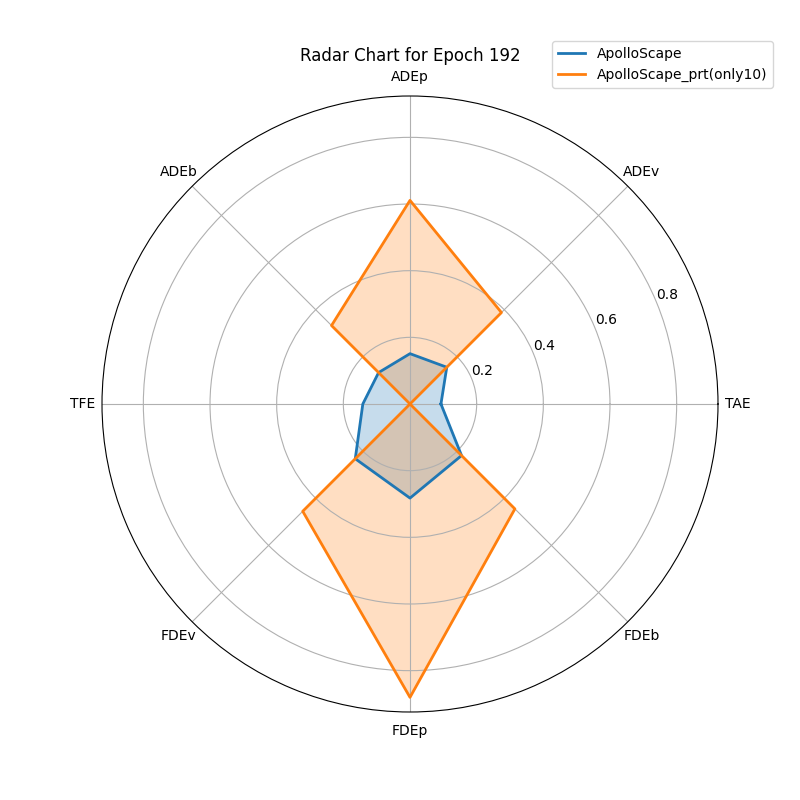 Radar Chart for Epoch 192
ApolloScape
ApolloScape_prt(only10)
ADEp
ADEb
ADEv
0.8
0.6
0.4
0.2
TFE
TAE
FDEv
FDEb
FDEp